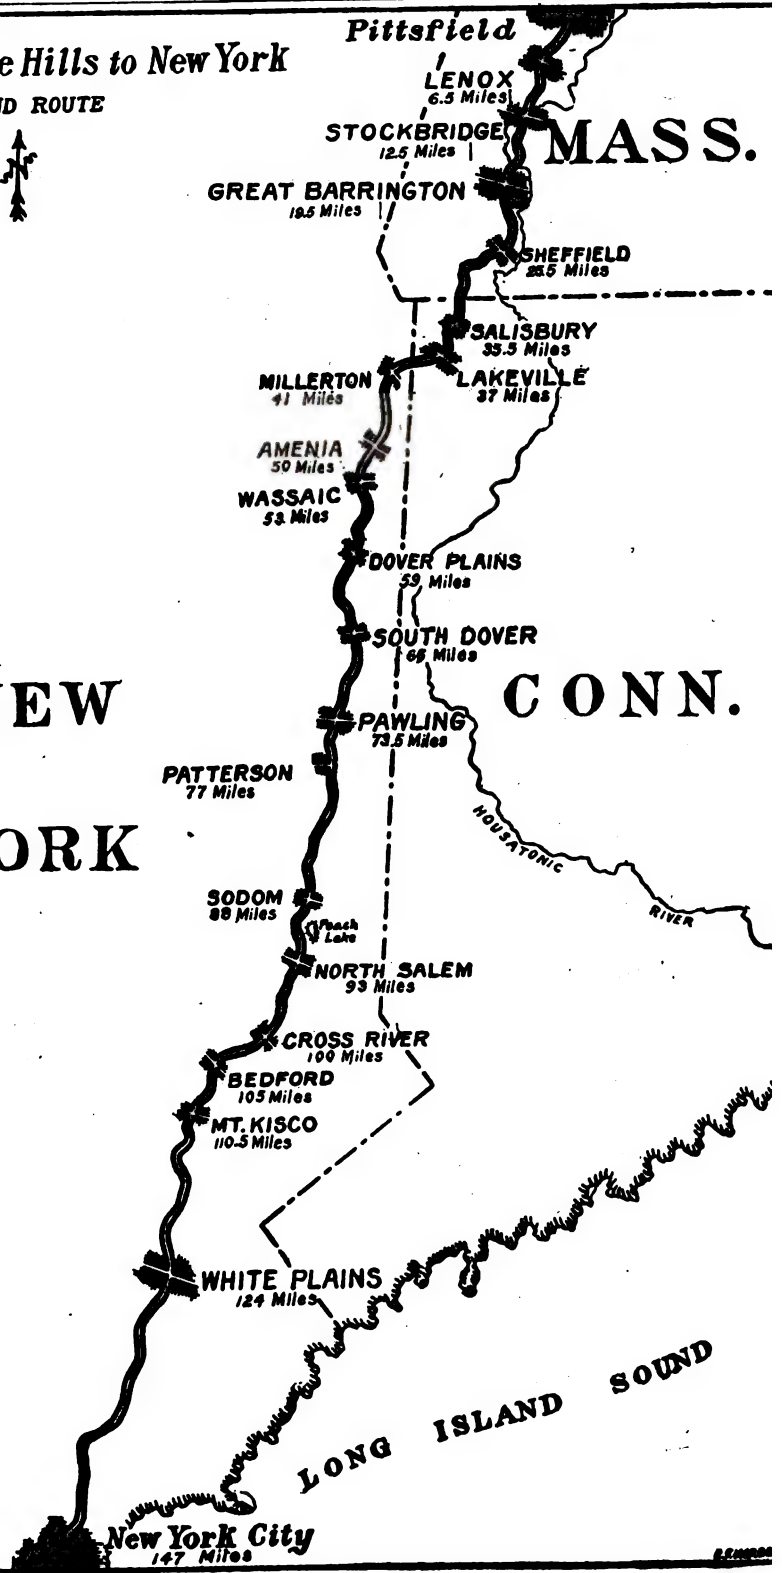 Pittsfield
e Hills to New York
ND ROUTE
N
LENOX
6.5 Miles
STOCKBRIDGE
12.5 Miles
MASS.
GREAT BARRINGTON
19.5 Miles
SHEFFIELD
25.5 Miles
SALISBURY
35.5 Miles
MILLERTON
41 Miles
LAKEVILLE
37 Miles
AMENIA
50 Miles
WASSAIC
53 Miles
DOVER PLAINS
59 Miles
SOUTH DOVER
66 Miles
NEW
CONN.
PAWLING
73.5 Miles
PATTERSON
77 Miles
HOUSATONIC
ORK
SODOM
88 Miles
RIVER
Peach
Lake
NORTH SALEM
93 Miles
CROSS RIVER
100 Miles
BEDFORD
105 Miles
MT. KISCO
110.5 Miles
WHITE PLAINS
124 Miles
LONG ISLAND SOUND
New York City
147 Miles